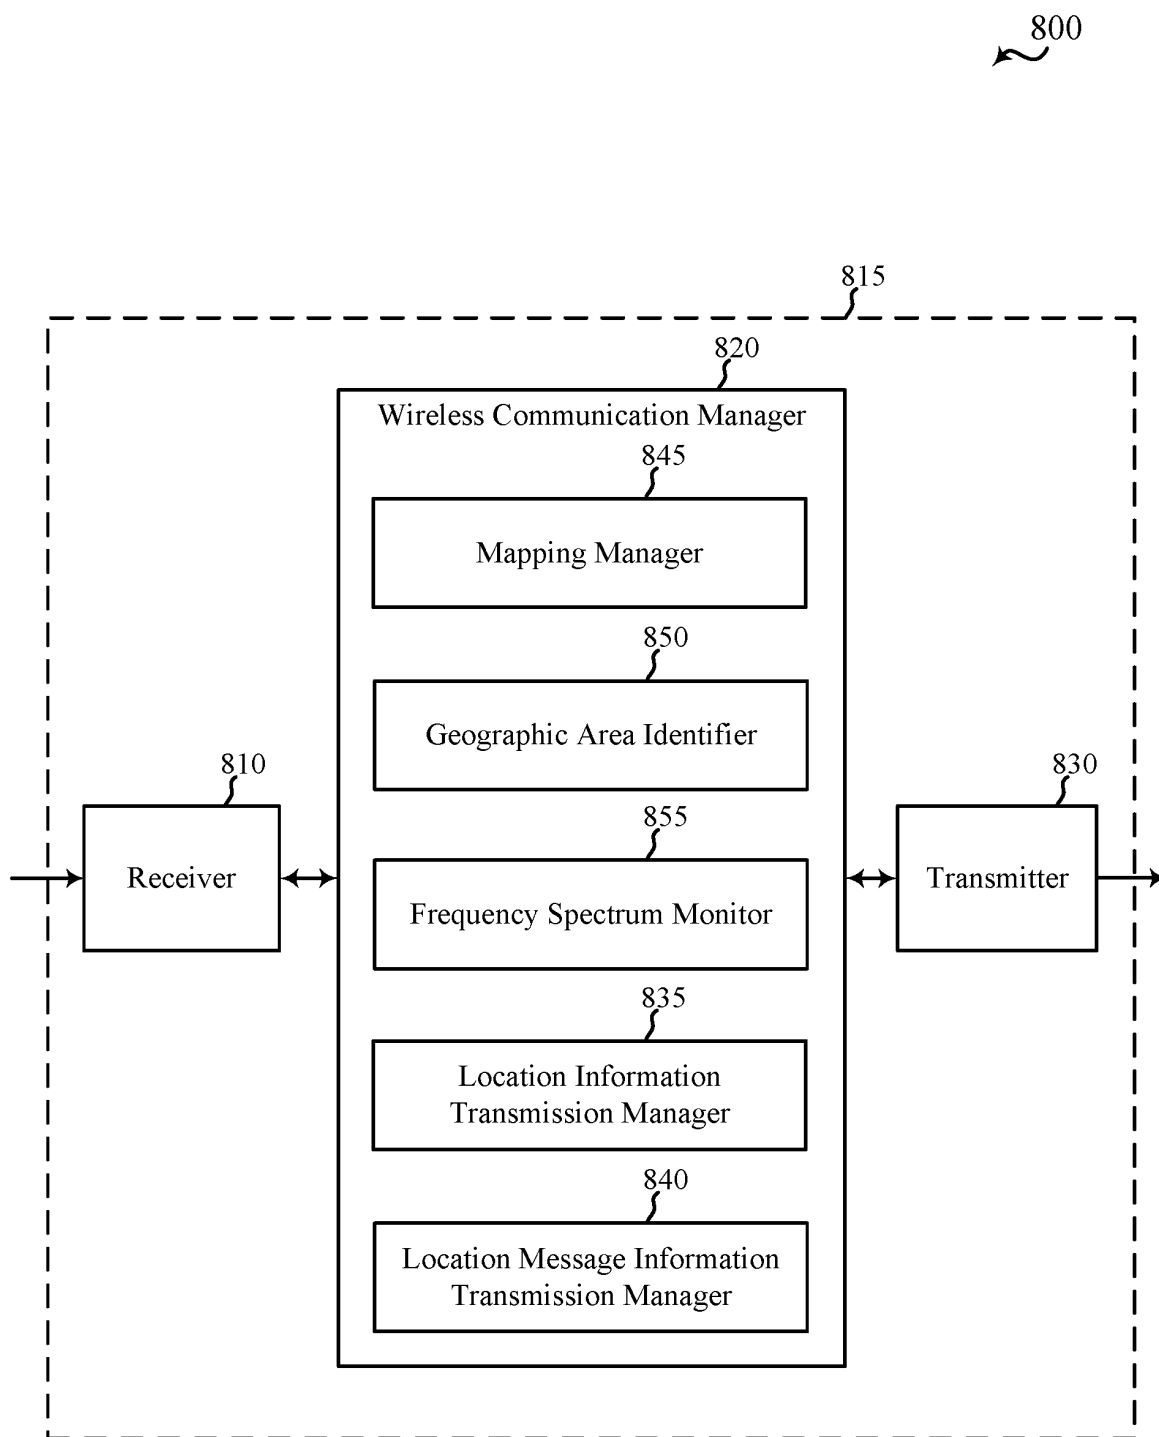 800
815
820
Wireless Communication Manager
845
Mapping Manager
850
Geographic Area Identifier
810
Receiver
855
Frequency Spectrum Monitor
830
Transmitter
835
Location Information
Transmission Manager
840
Location Message Information
Transmission Manager